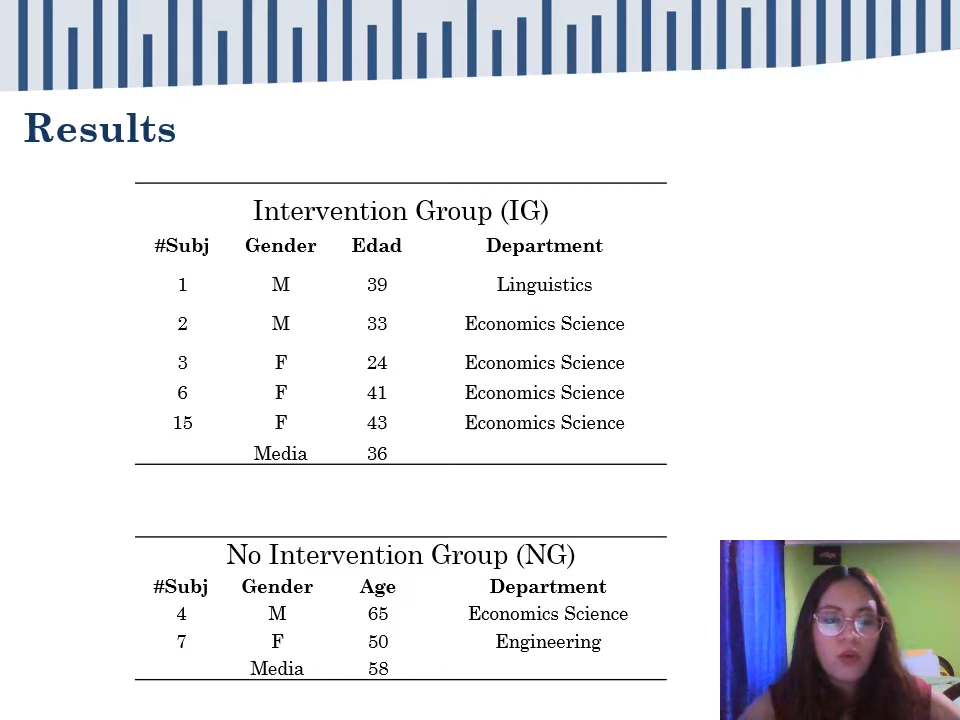 Results
Intervention Group (IG)
#Subj Gender Edad Department
1 M 39 Linguistics
2 M 33 Economics Science
3 F 24 Economics Science
6 F 41 Economics Science
15 F 43 Economics Science
Media 36
No Intervention Group (NG)
#Subj Gender Age Department
4 M 65 Economics Science
7 F 50 Engineering
Media 58